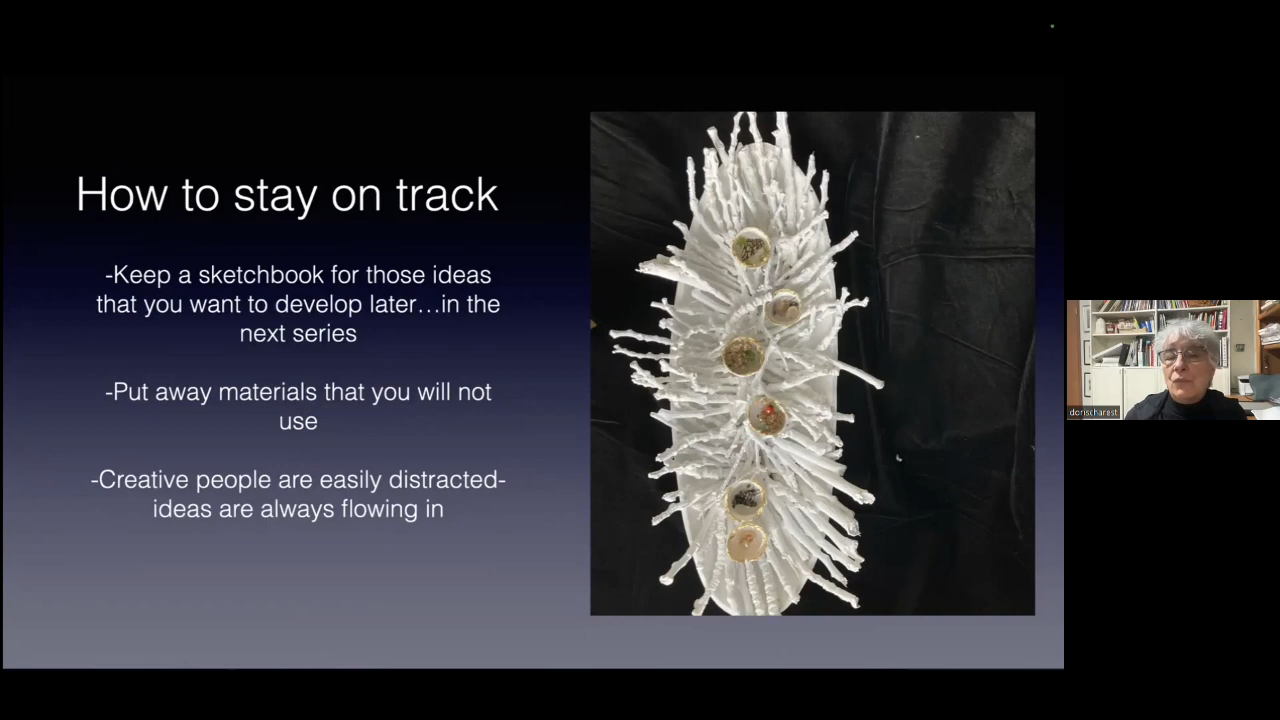 How to stay on track
-Keep a sketchbook for those ideas
that you want to develop later…in the
next series
-Put away materials that you will not
use
-Creative people are easily distracted-
ideas are always flowing in
dorischarest